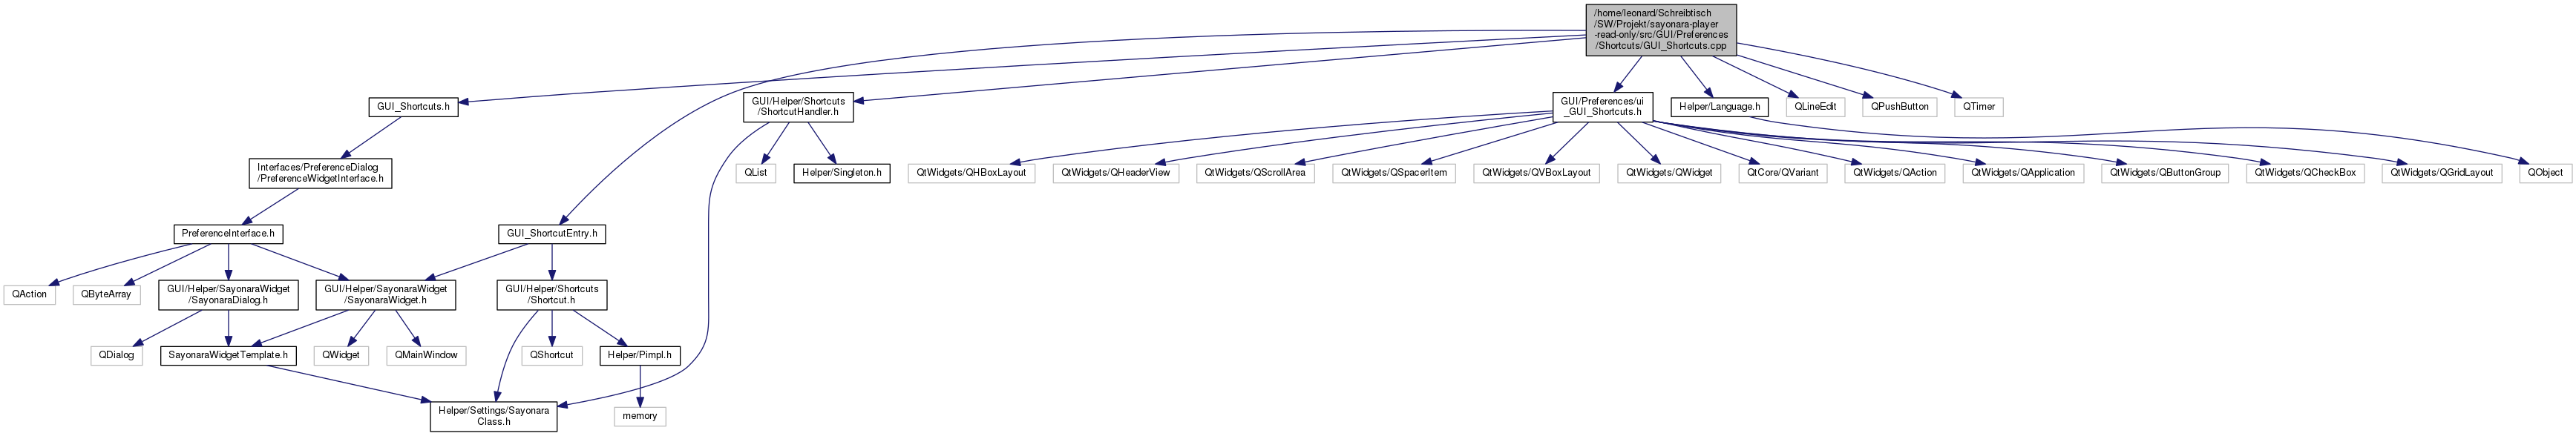 /home/leonard/Schreibtisch
/SW/Projekt/sayonara-player
-read-only/src/GUI/Preferences
/Shortcuts/GUI_Shortcuts.cpp
GUI_Shortcuts.h
GUI/Helper/Shortcuts
/ShortcutHandler.h
GUI/Preferences/ui
_GUI_Shortcuts.h
Helper/Language.h
QLineEdit
QPushButton
QTimer
Interfaces/PreferenceDialog
/PreferenceWidgetInterface.h
QList
Helper/Singleton.h
QtWidgets/QHBoxLayout
QtWidgets/QHeaderView
QtWidgets/QScrollArea
QtWidgets/QSpacerItem
QtWidgets/QVBoxLayout
QtWidgets/QWidget
QtCore/QVariant
QtWidgets/QAction
QtWidgets/QApplication
QtWidgets/QButtonGroup
QtWidgets/QCheckBox
QtWidgets/QGridLayout
QObject
PreferenceInterface.h
GUI_ShortcutEntry.h
QAction
QByteArray
GUI/Helper/SayonaraWidget
/SayonaraDialog.h
GUI/Helper/SayonaraWidget
/SayonaraWidget.h
GUI/Helper/Shortcuts
/Shortcut.h
QDialog
SayonaraWidgetTemplate.h
QWidget
QMainWindow
QShortcut
Helper/Pimpl.h
Helper/Settings/Sayonara
Class.h
memory